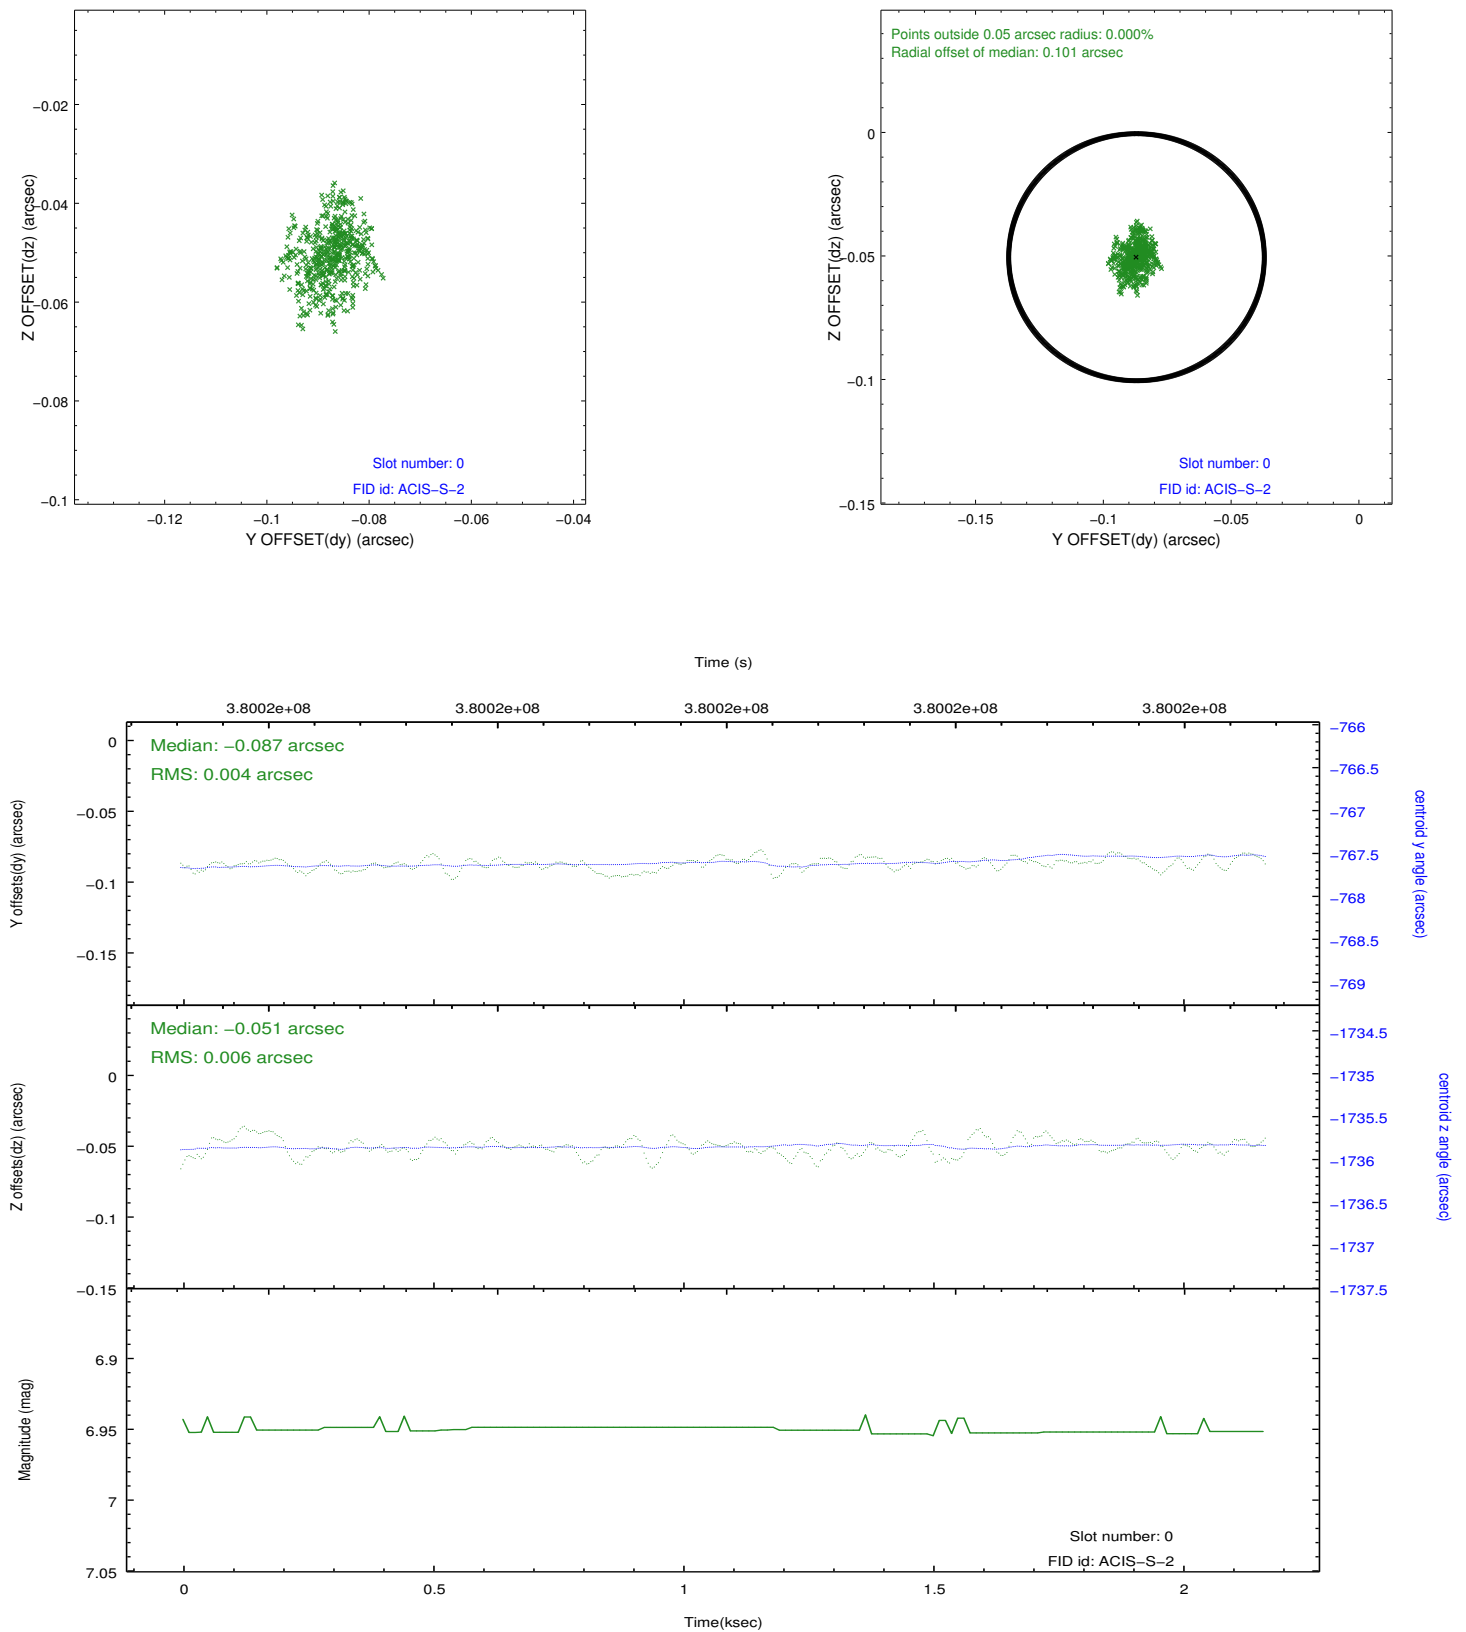 −0.02
−0.04
−0.06
−0.08
−0.1
Z OFFSET(dz) (arcsec)
Slot number: 0
FID id: ACIS−S−2
−0.12
−0.1
−0.08
−0.06
−0.04
Y OFFSET(dy) (arcsec)
Points outside 0.05 arcsec radius: 0.000%
Radial offset of median: 0.101 arcsec
0
−0.05
−0.1
−0.15
Z OFFSET(dz) (arcsec)
Slot number: 0
FID id: ACIS−S−2
−0.15
−0.1
−0.05
0
Y OFFSET(dy) (arcsec)
Time (s)
3.8002e+08
3.8002e+08
3.8002e+08
3.8002e+08
3.8002e+08
Median: −0.087 arcsec
RMS: 0.004 arcsec
0
−0.05
−0.1
−0.15
Y offsets(dy) (arcsec)
−766
−766.5
−767
−767.5
−768
−768.5
−769
centroid y angle (arcsec)
Median: −0.051 arcsec
RMS: 0.006 arcsec
0
−0.05
−0.1
−0.15
Z offsets(dz) (arcsec)
−1734.5
−1735
−1735.5
−1736
−1736.5
−1737
−1737.5
centroid z angle (arcsec)
6.9
6.95
7
7.05
Magnitude (mag)
Slot number: 0
FID id: ACIS−S−2
0
0.5
1
1.5
2
Time(ksec)